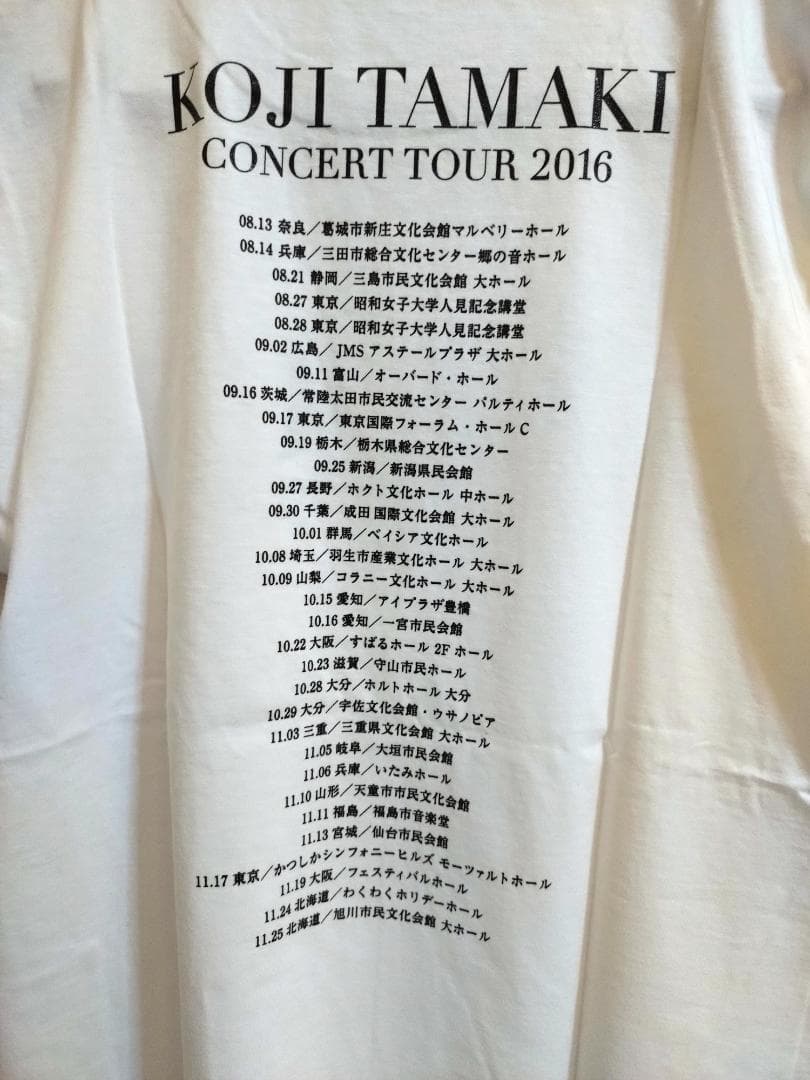 KOJI TAMAKI
CONCERT TOUR 2016
08.13 奈良／葛城市新庄文化会館マルベリーホール
08.14 兵庫／三田市総合文化センター郷の音ホール
08.21 静岡／三島市民文化会館 大ホール
08.27 東京／昭和女子大学人見記念講堂
08.28 東京／昭和女子大学人見記念講堂
09.02 広島／JMS アステールプラザ 大ホール
09.11 富山／オーバード・ホール
09.16 茨城／常陸太田市民交流センター パルティホール
09.17 東京／東京国際フォーラム・ホール C
09.19 栃木／栃木県総合文化センター
09.25 新潟／新潟県民会館
09.27 長野／ホクト文化ホール 中ホール
09.30 千葉／成田 国際文化会館 大ホール
10.01 群馬／ベイシア文化ホール
10.08 埼玉／羽生市産業文化ホール 大ホール
10.09 山梨／コラニー文化ホール 大ホール
10.15 愛知／アイプラザ豊橋
10.16 愛知／一宮市民会館
10.22 大阪／すばるホール 2F ホール
10.23 滋賀／守山市民ホール
10.28 大分／ホルトホール 大分
10.29 大分／宇佐文化会館・ウサノピア
11.03 三重／三重県文化会館 大ホール
11.05 岐阜／大垣市民会館
11.06 兵庫／いたみホール
11.10 山形／天童市市民文化会館
11.11 福島／福島市音楽堂
11.13 宮城／仙台市民会館
11.17 東京／かつしかシンフォニーヒルズ モーツァルトホール
11.19 大阪／フェスティバルホール
11.24 北海道／わくわくホリデーホール
11.25 北海道／旭川市民文化会館 大ホール